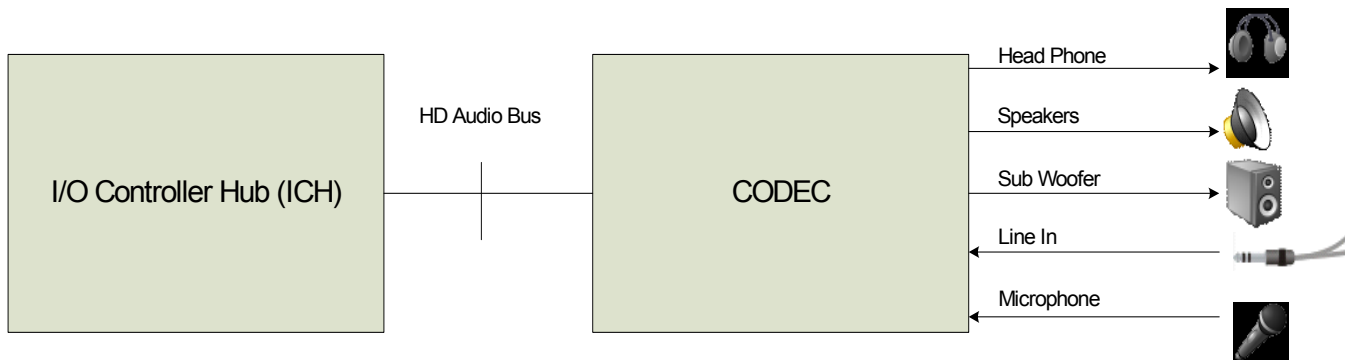 I/O Controller Hub (ICH)
HD Audio Bus
CODEC
Head Phone
Speakers
Sub Woofer
Line In
Microphone